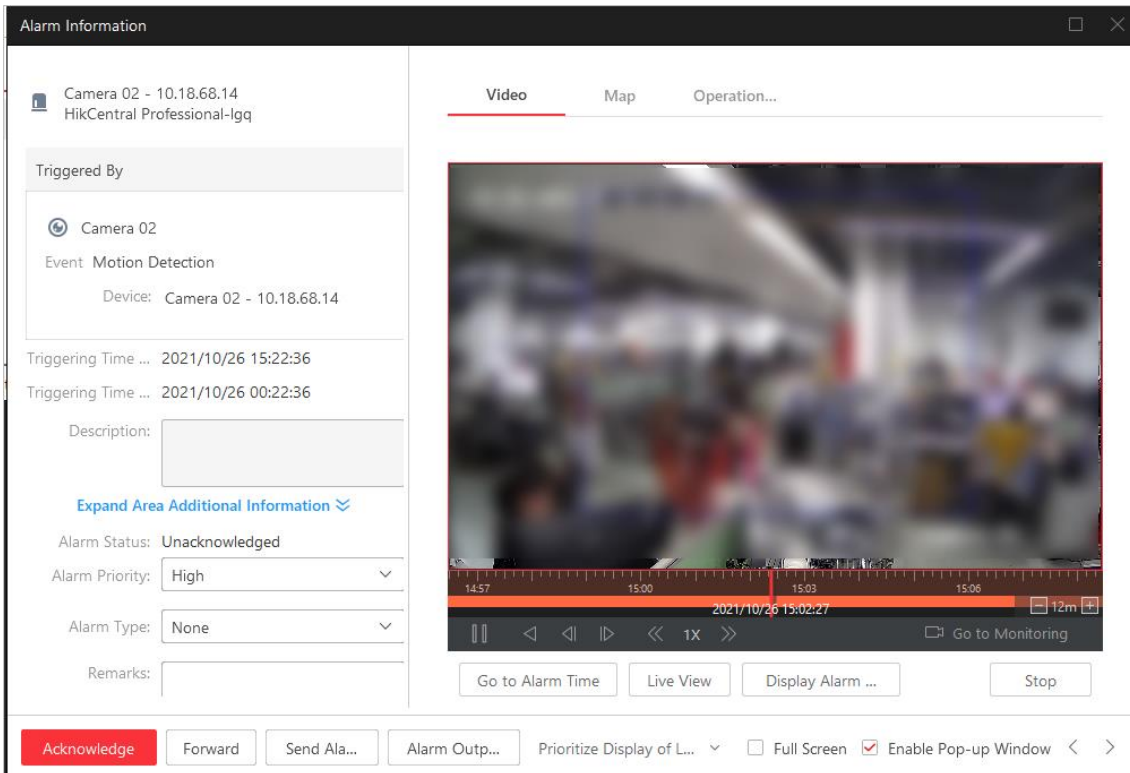 Alarm Information
Camera 02 - 10.18.68.14
HikCentral Professional-lgq
Triggered By
Camera 02
Event Motion Detection
Device: Camera 02 - 10.18.68.14
Triggering Time ... 2021/10/26 15:22:36
Triggering Time ... 2021/10/26 00:22:36
Description:
Expand Area Additional Information
Alarm Status: Unacknowledged
Alarm Priority: High
Alarm Type: None
Remarks:
Video Map Operation...
14:57 15:00 15:03 15:06
2021/10/26 15:02:27 12m
1X Go to Monitoring
Go to Alarm Time Live View Display Alarm ... Stop
Acknowledge Forward Send Ala... Alarm Outp... Prioritize Display of L... Full Screen Enable Pop-up Window